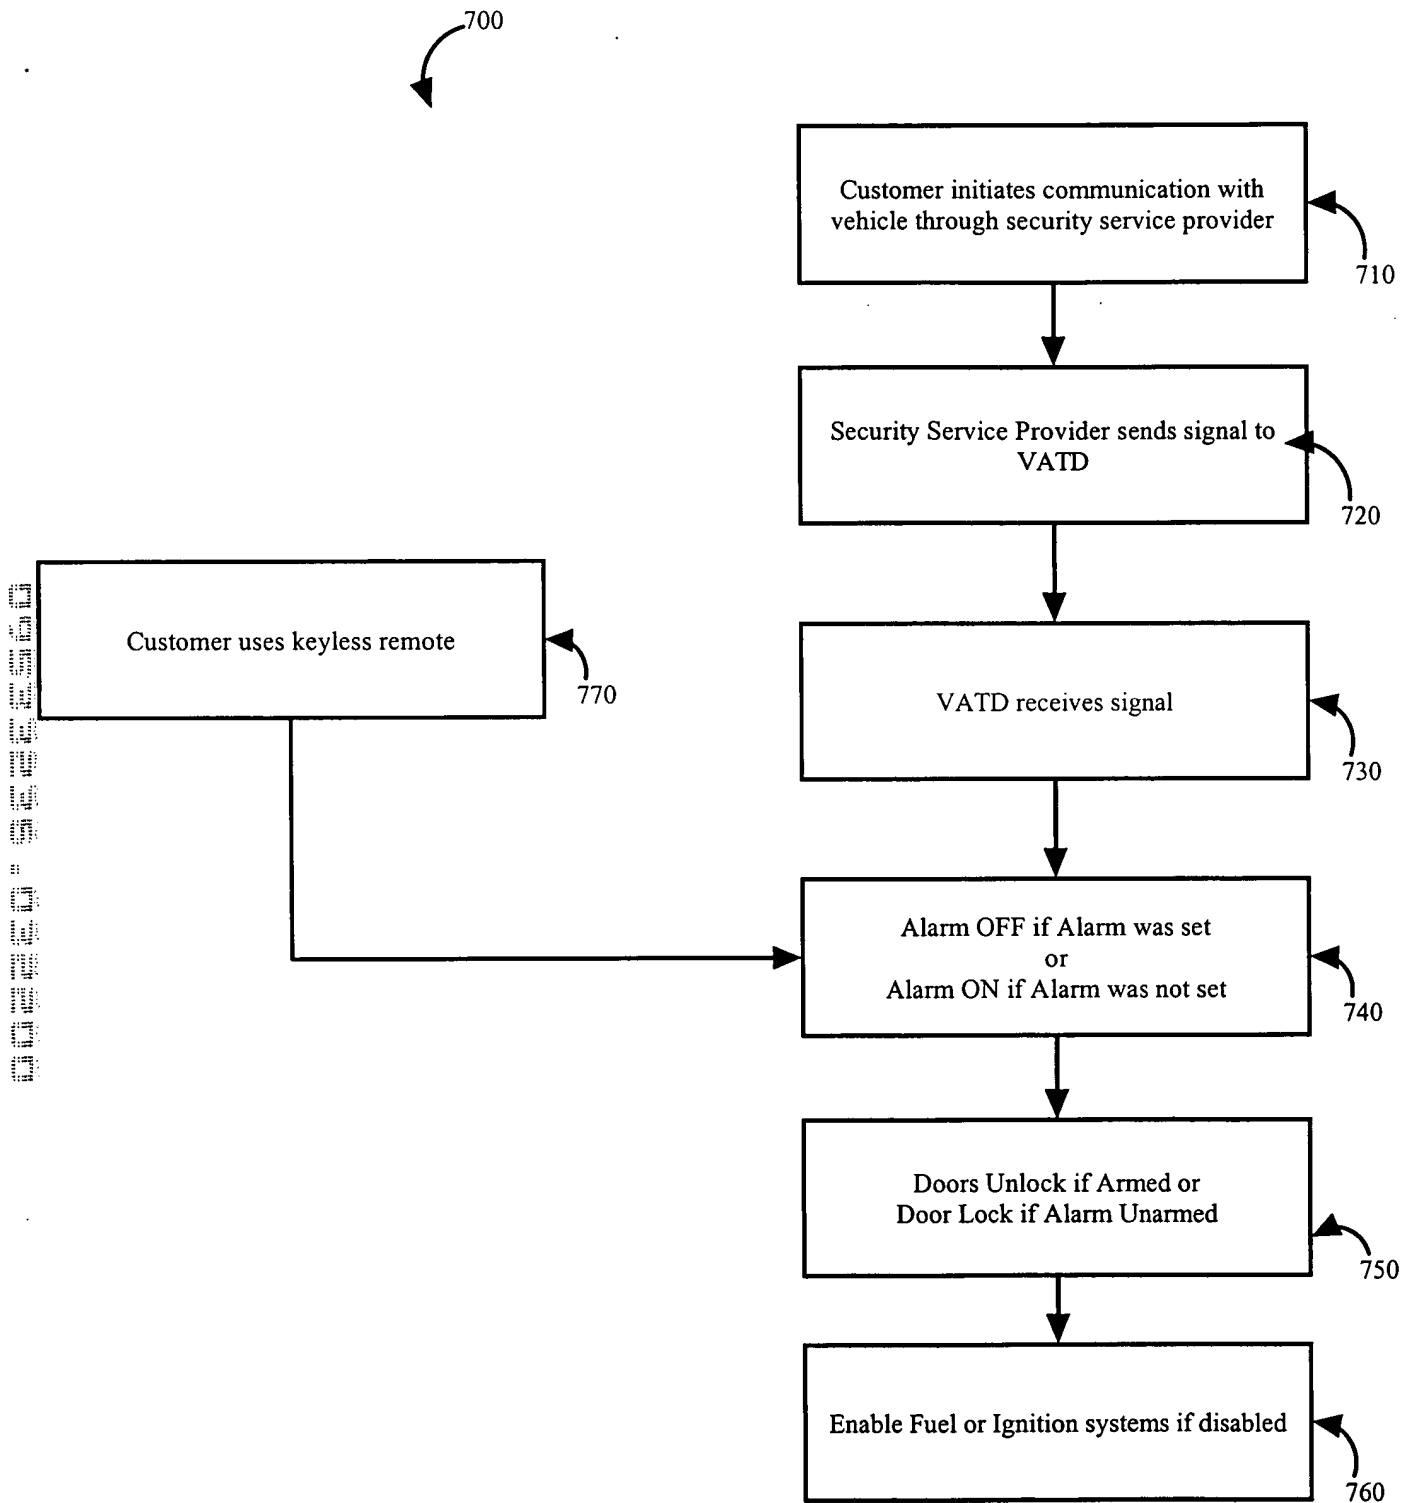 700
Customer initiates communication with
vehicle through security service provider
710
Security Service Provider sends signal to
VATD
720
Customer uses keyless remote
770
VATD receives signal
730
Alarm OFF if Alarm was set
or
Alarm ON if Alarm was not set
740
Doors Unlock if Armed or
Door Lock if Alarm Unarmed
750
Enable Fuel or Ignition systems if disabled
760